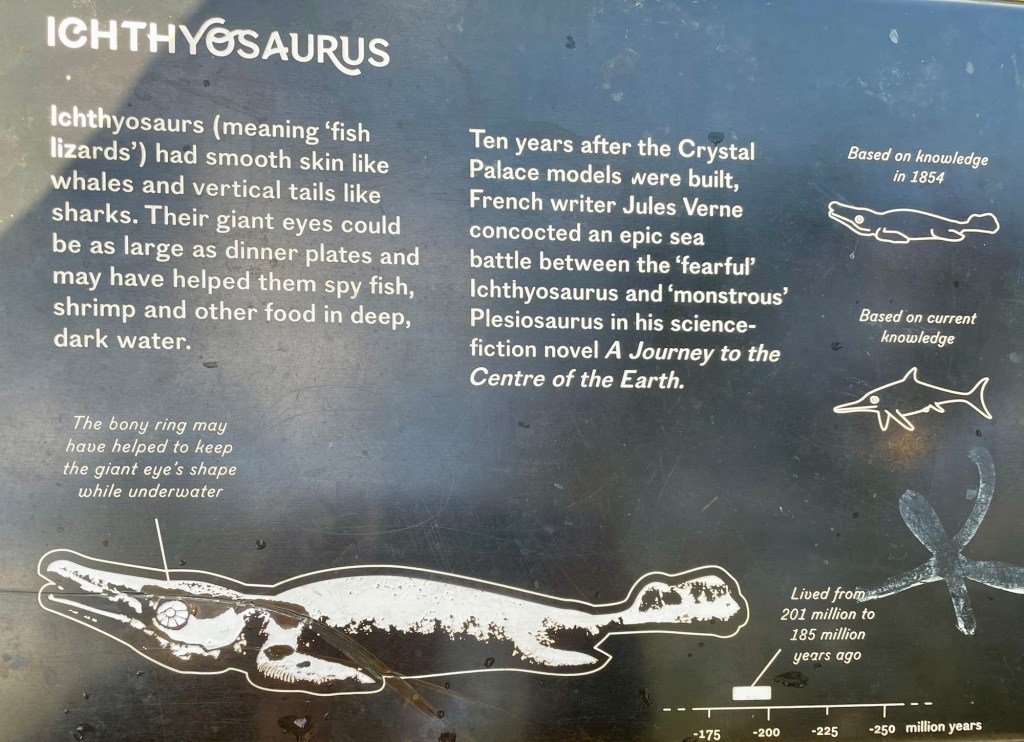 ICHTHYOSAURUS
Ichthyosaurs (meaning ‘fish
lizards’) had smooth skin like
whales and vertical tails like
sharks. Their giant eyes could
be as large as dinner plates and
may have helped them spy fish,
shrimp and other food in deep,
dark water.
Ten years after the Crystal
Palace models were built,
French writer Jules Verne
concocted an epic sea
battle between the ‘fearful’
Ichthyosaurus and ‘monstrous’
Plesiosaurus in his science-
fiction novel A Journey to the
Centre of the Earth.
Based on knowledge
in 1854
Based on current
knowledge
The bony ring may
have helped to keep
the giant eye’s shape
while underwater
Lived from
201 million to
185 million
years ago
-175 -200 -225 -250 million years